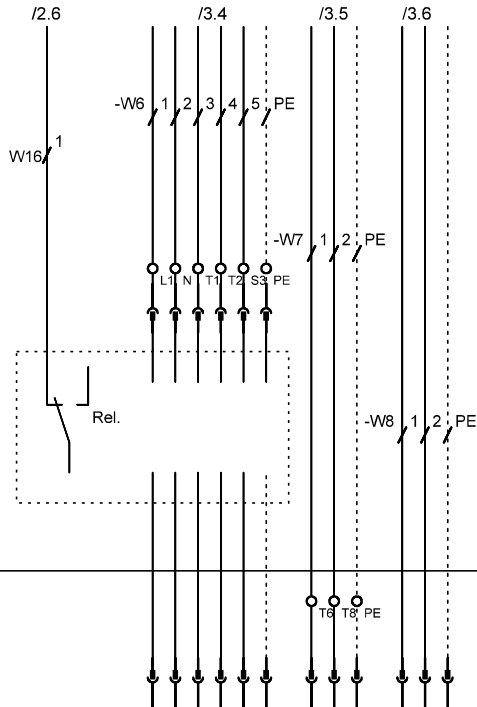 /2.6 /3.4 /3.5 /3.6
-W6 1 2 3 4 5 PE
W16 1
-W7 1 2 PE
L1 N T1 T2 S3 PE
Rel.
-W8 1 2 PE
T6 T8 PE